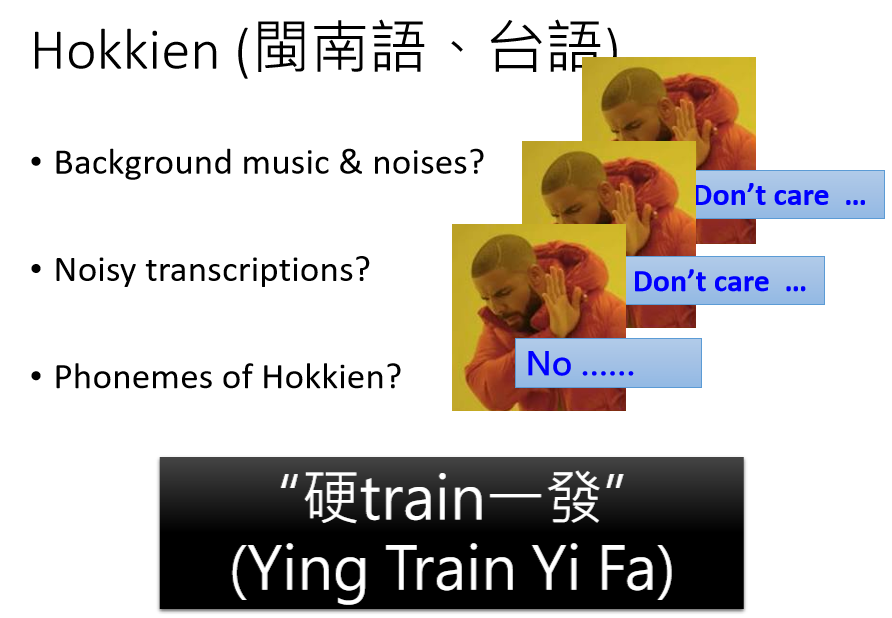 Hokkien (閩南語、台語)
• Background music & noises?
Don’t care …
• Noisy transcriptions?
Don’t care …
• Phonemes of Hokkien?
No ……
“硬train一發”
(Ying Train Yi Fa)